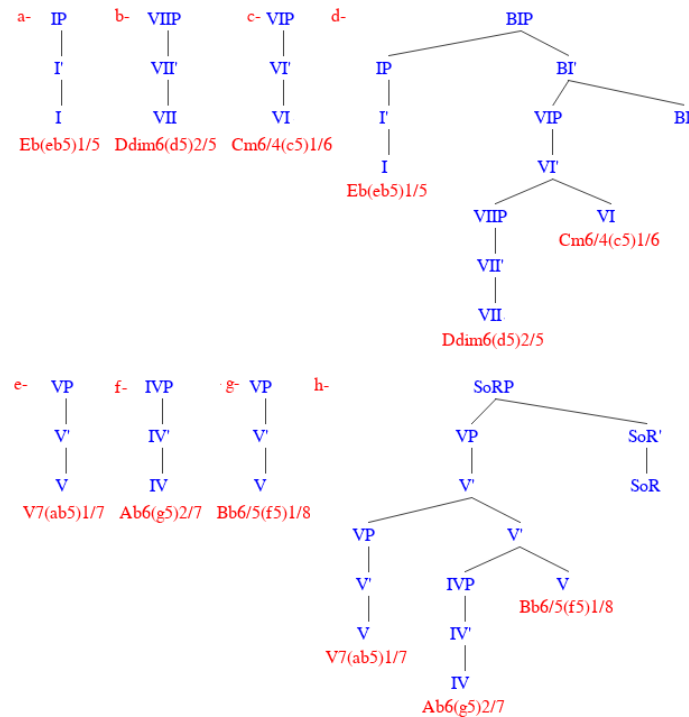 a- IP b- VIIP c- VIP d- BIP
I' VII' VI' IP BI'
I VII VI I' VIP BI
Eb(eb5)1/5 Ddim6(d5)2/5 Cm6/4(c5)1/6
I VI'
Eb(eb5)1/5
VIIP VI
Cm6/4(c5)1/6
VII'
VII
Ddim6(d5)2/5
e- VP f- IVP g- VP h- SoRP
V' IV' V' VP SoR'
V IV V V' SoR
V7(ab5)1/7 Ab6(g5)2/7 Bb6/5(f5)1/8
VP V'
V' IVP V
Bb6/5(f5)1/8
V IV'
V7(ab5)1/7
IV
Ab6(g5)2/7